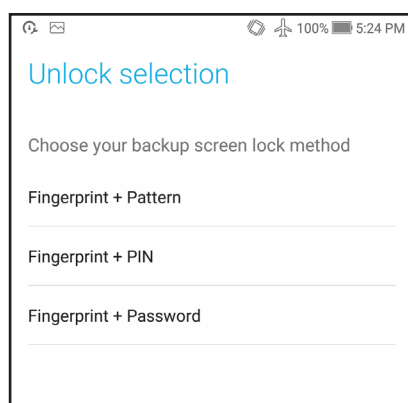 100% 5:24 PM
Unlock selection
Choose your backup screen lock method
Fingerprint + Pattern
Fingerprint + PIN
Fingerprint + Password